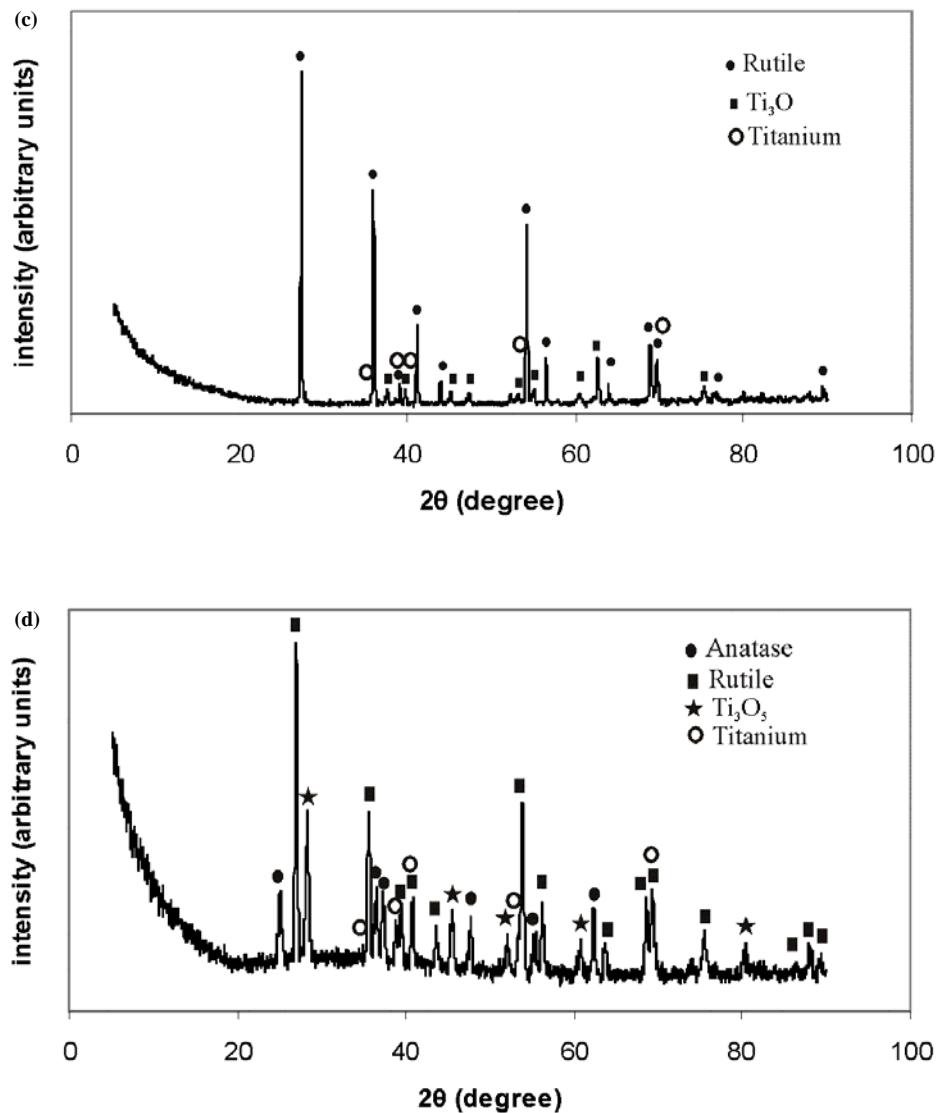 (c)
Rutile
Ti₃O
Titanium
intensity (arbitrary units)
0 20 40 60 80 100
2θ (degree)
(d)
Anatase
Rutile
Ti₃O₅
Titanium
intensity (arbitrary units)
0 20 40 60 80 100
2θ (degree)